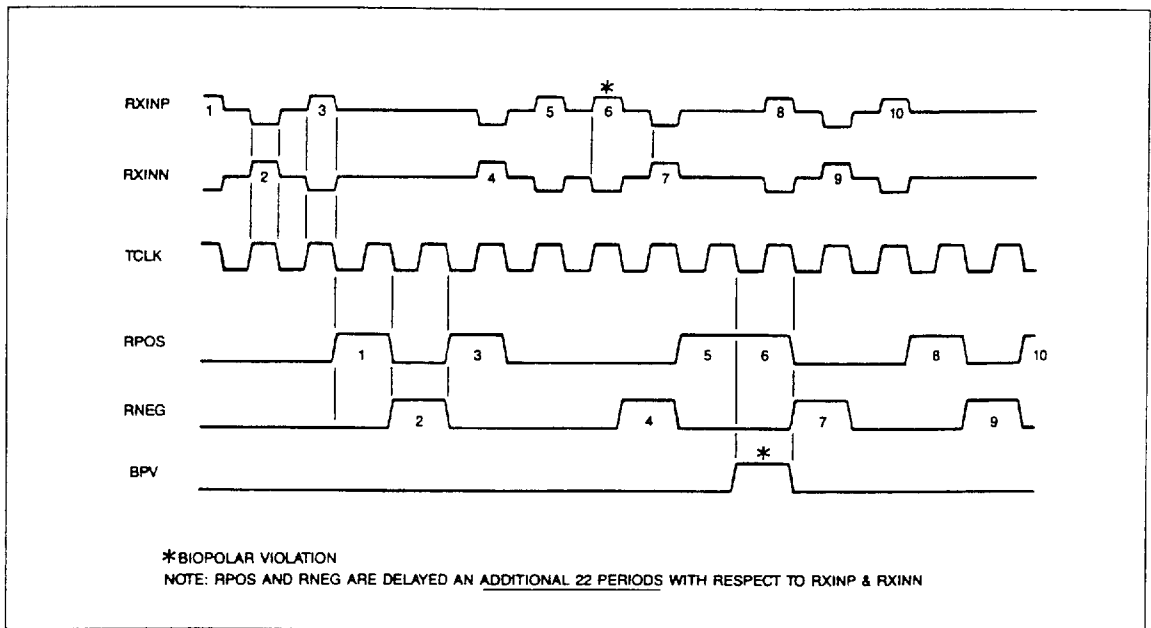 *
RXINP 1 3 5 6 8 10
RXINN 2 4 7 9
TCLK
RPOS 1 3 5 6 8 10
RNEG 2 4 7 9
BPV *
*BIOPOLAR VIOLATION
NOTE: RPOS AND RNEG ARE DELAYED AN ADDITIONAL 22 PERIODS WITH RESPECT TO RXINP & RXINN